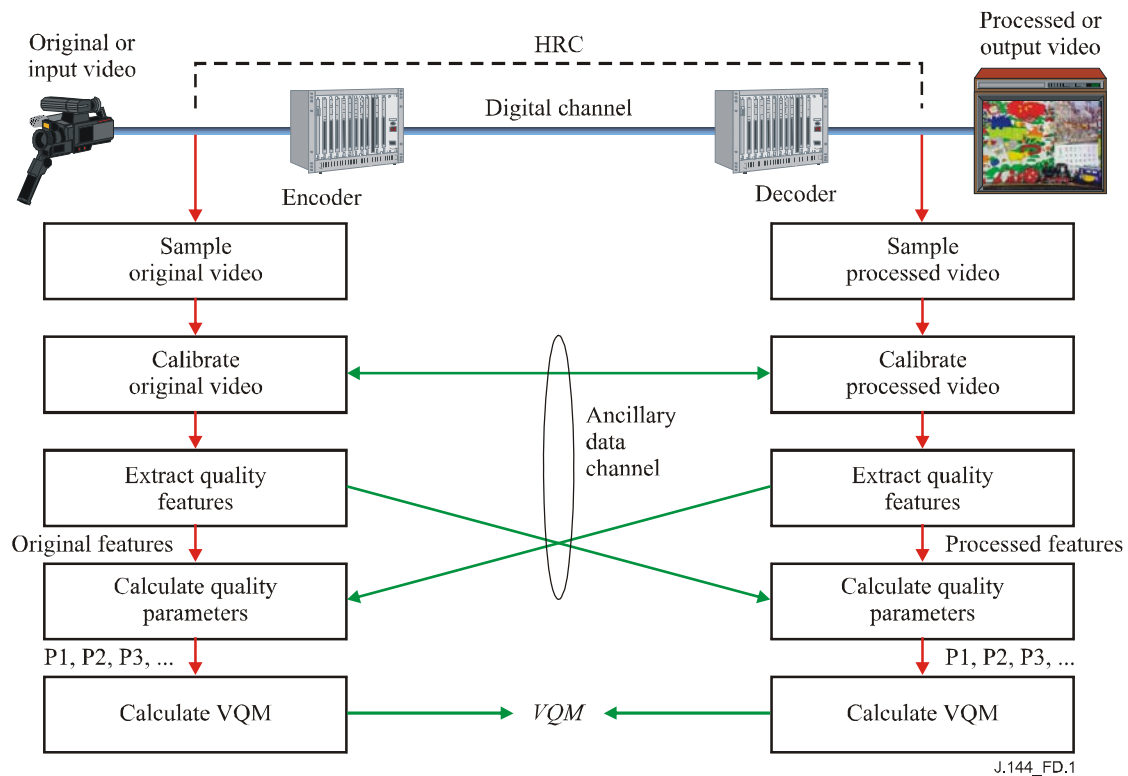 Original or
input video
HRC
Processed or
output video
Digital channel
Encoder
Decoder
Sample
original video
Sample
processed video
Calibrate
original video
Calibrate
processed video
Ancillary
data
channel
Extract quality
features
Extract quality
features
Original features
Processed features
Calculate quality
parameters
Calculate quality
parameters
P1, P2, P3, ...
P1, P2, P3, ...
Calculate VQM
VQM
Calculate VQM
J.144_FD.1